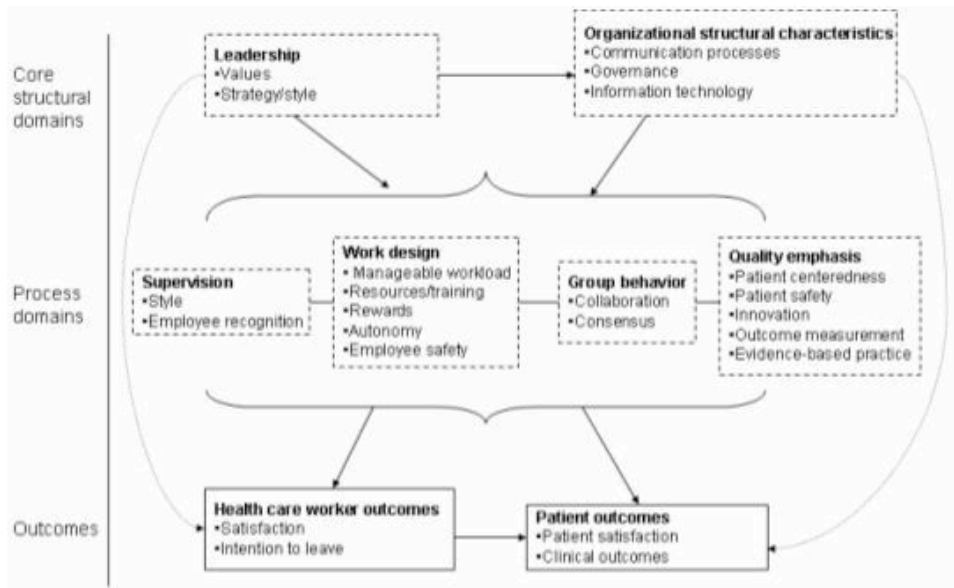 Core
structural
domains
Leadership
•Values
•Strategy/style
Organizational structural characteristics
•Communication processes
•Governance
•Information technology
Process
domains
Supervision
•Style
•Employee recognition
Work design
• Manageable workload
•Resources/training
•Rewards
•Autonomy
•Employee safety
Group behavior
•Collaboration
•Consensus
Quality emphasis
•Patient centeredness
•Patient safety
•Innovation
•Outcome measurement
•Evidence-based practice
Outcomes
Health care worker outcomes
•Satisfaction
•Intention to leave
Patient outcomes
•Patient satisfaction
•Clinical outcomes